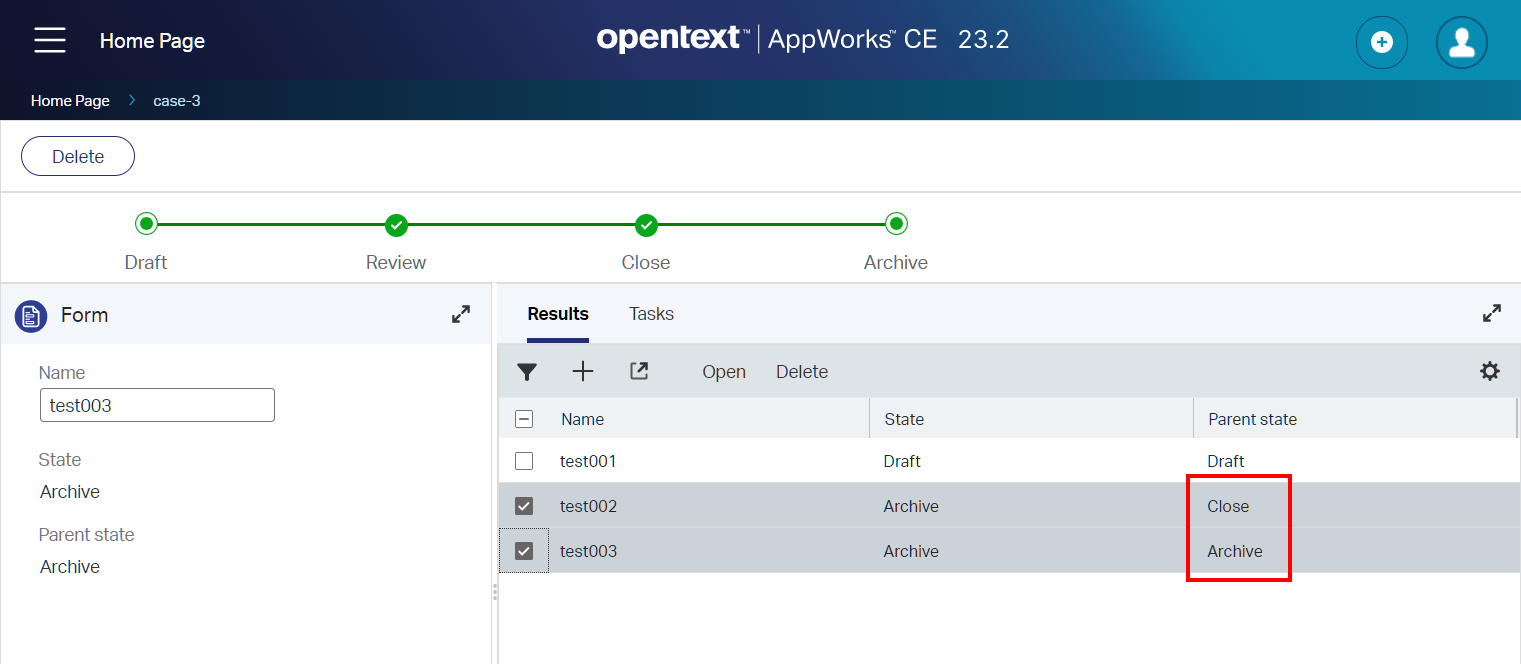 Home Page
opentext™ | AppWorks™ CE 23.2
Home Page > case-3
Delete
Draft Review Close Archive
Form
Name
test003
State
Archive
Parent state
Archive
Results Tasks
Open Delete
Name State Parent state
test001 Draft Draft
test002 Archive Close
test003 Archive Archive